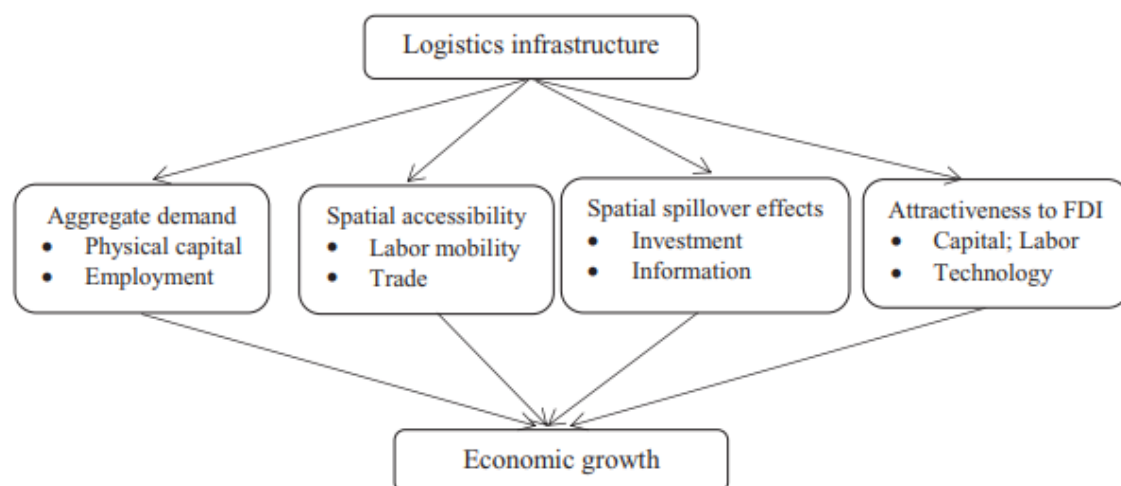 Logistics infrastructure
Aggregate demand
• Physical capital
• Employment
Spatial accessibility
• Labor mobility
• Trade
Spatial spillover effects
• Investment
• Information
Attractiveness to FDI
• Capital; Labor
• Technology
Economic growth